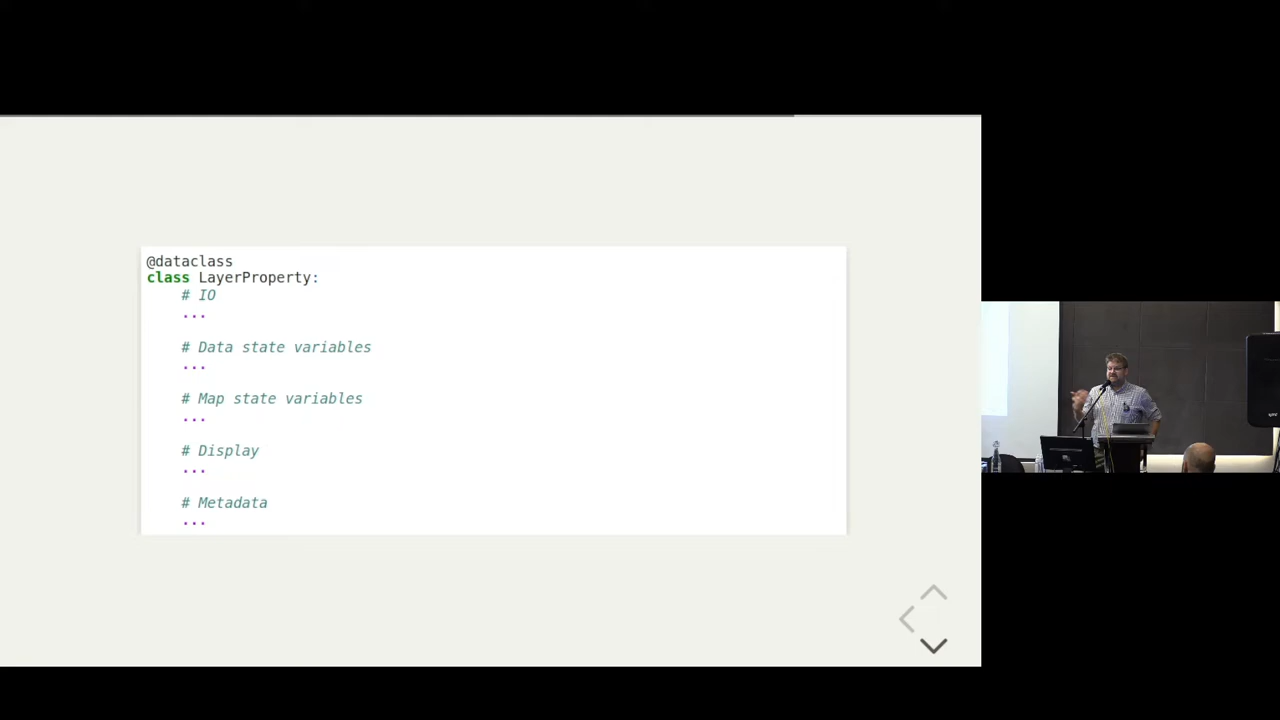 @dataclass
class LayerProperty:
# IO
...
# Data state variables
...
# Map state variables
...
# Display
...
# Metadata
...